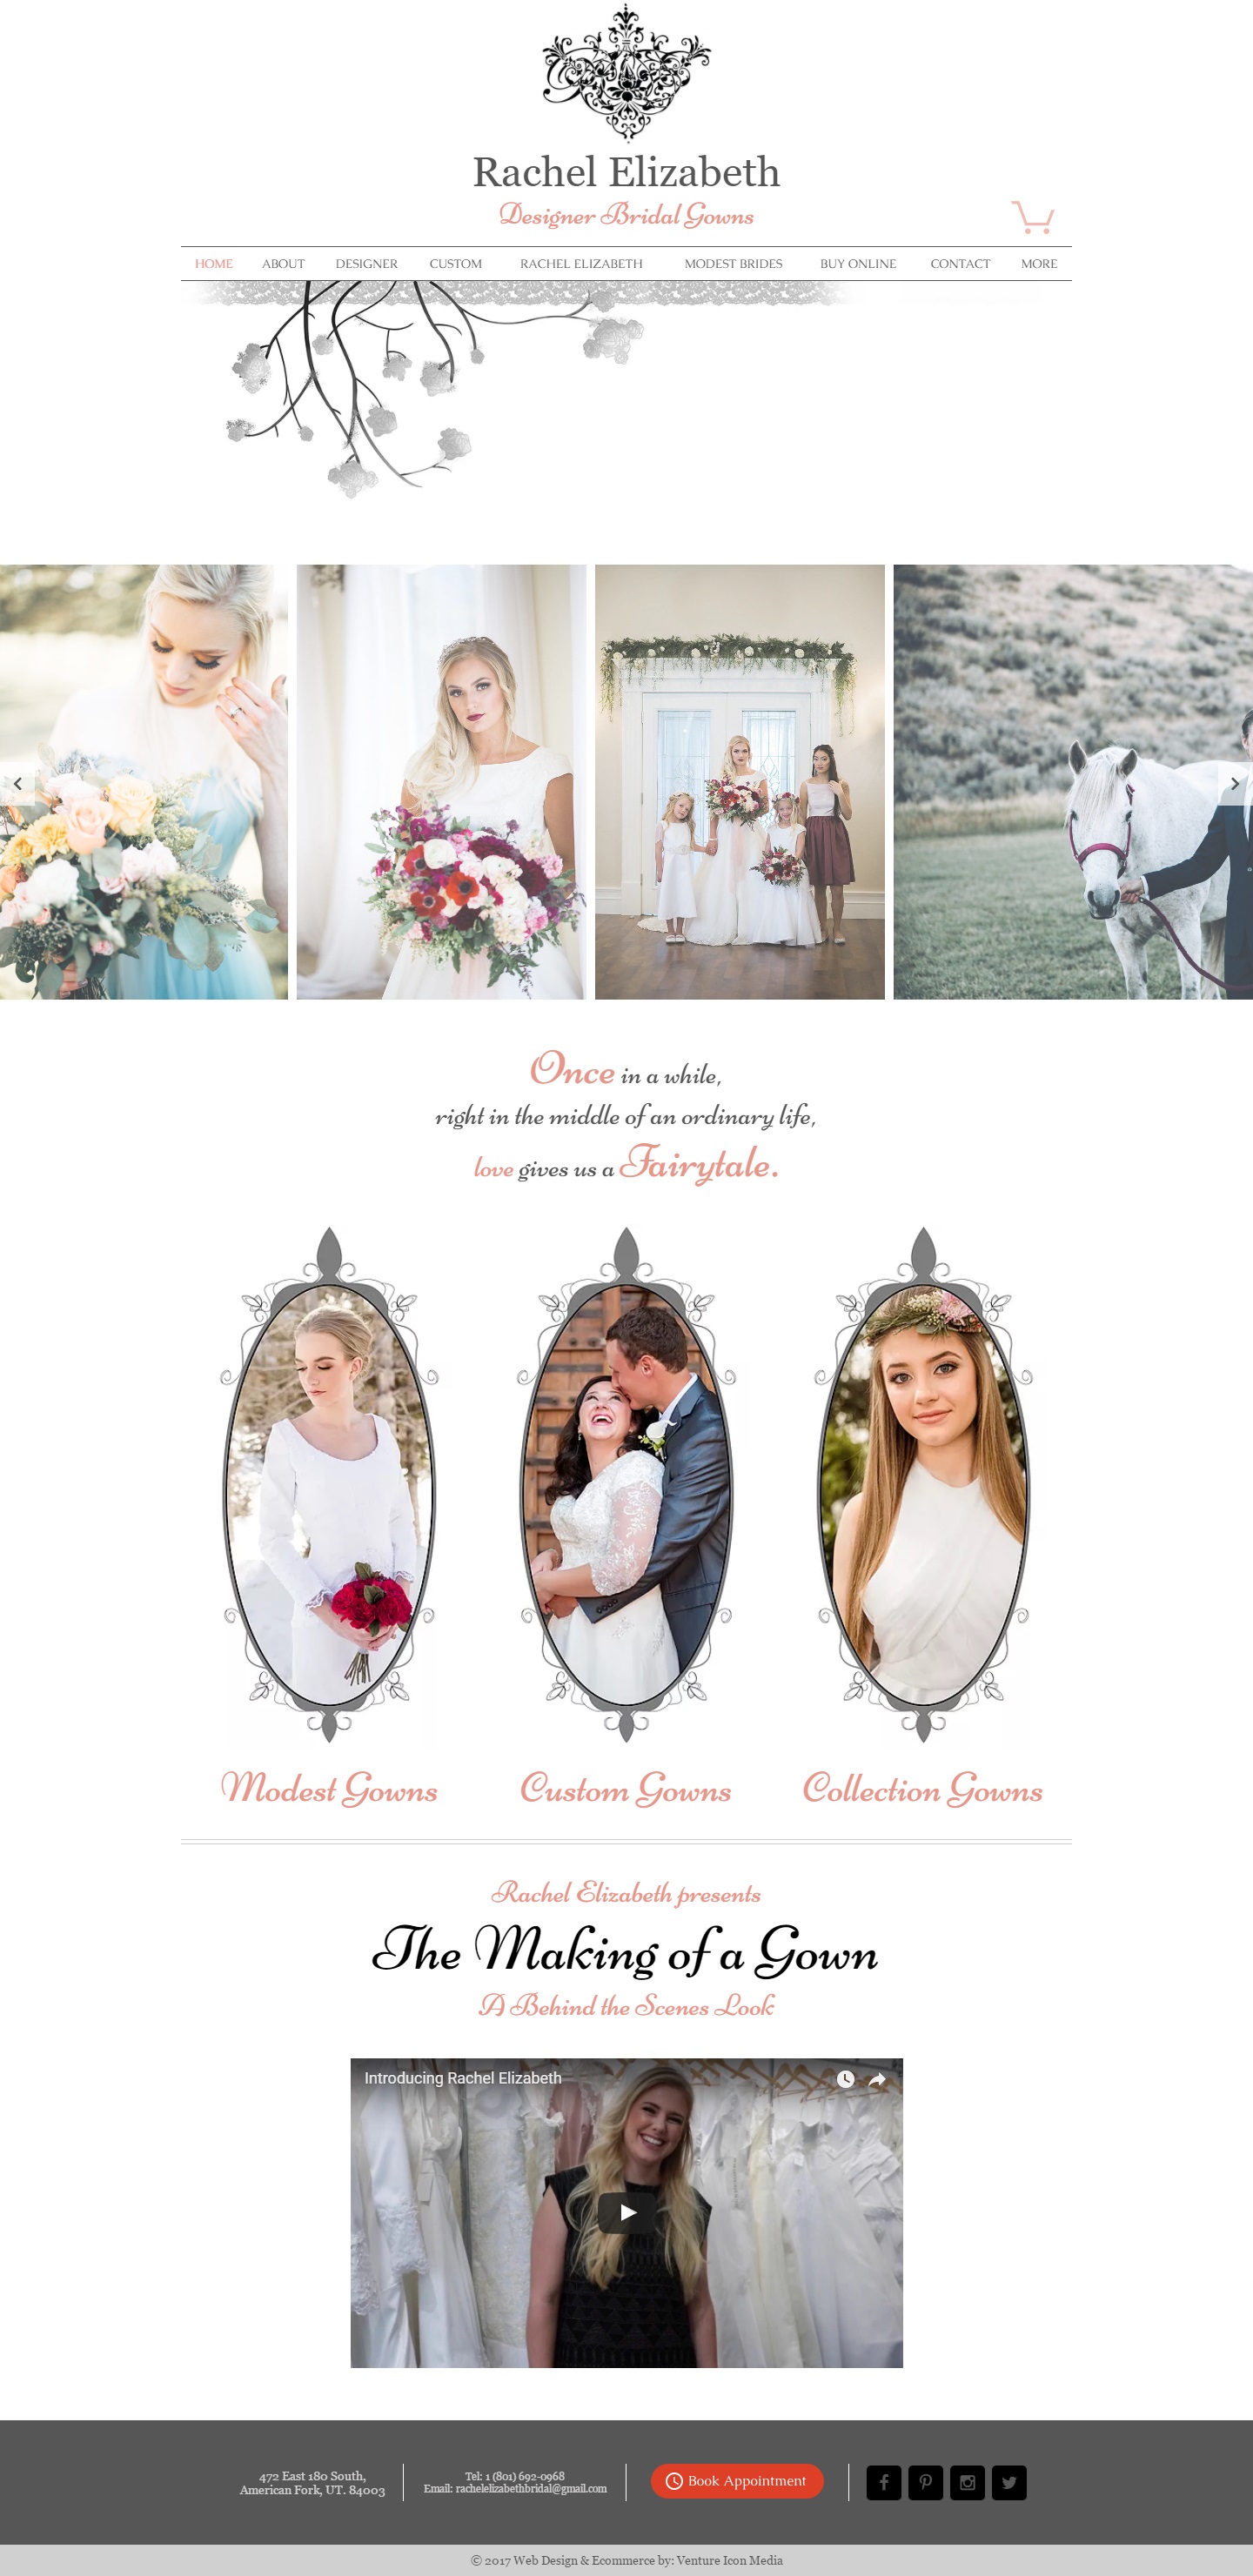 Rachel Elizabeth
Designer Bridal Gowns
HOME ABOUT DESIGNER CUSTOM RACHEL ELIZABETH MODEST BRIDES BUY ONLINE CONTACT MORE
Once in a while,
right in the middle of an ordinary life,
love gives us a Fairytale.
Modest Gowns Custom Gowns Collection Gowns
Rachel Elizabeth presents
The Making of a Gown
A Behind the Scenes Look
Introducing Rachel Elizabeth
472 East 180 South,
American Fork, UT. 84003
Tel: 1 (801) 692-0968
Email: rachelelizabethbridal@gmail.com
Book Appointment
© 2017 Web Design & Ecommerce by: Venture Icon Media